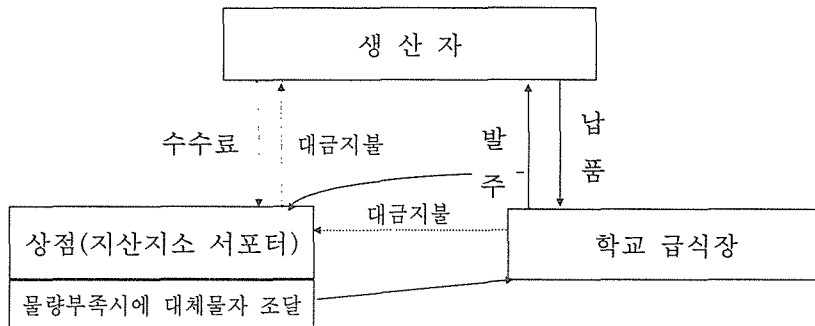 생 산 자
수수료
대금지불
발주
납품
대금지불
상점(지산지소 서포터)
학교 급식장
물량부족시에 대체물자 조달